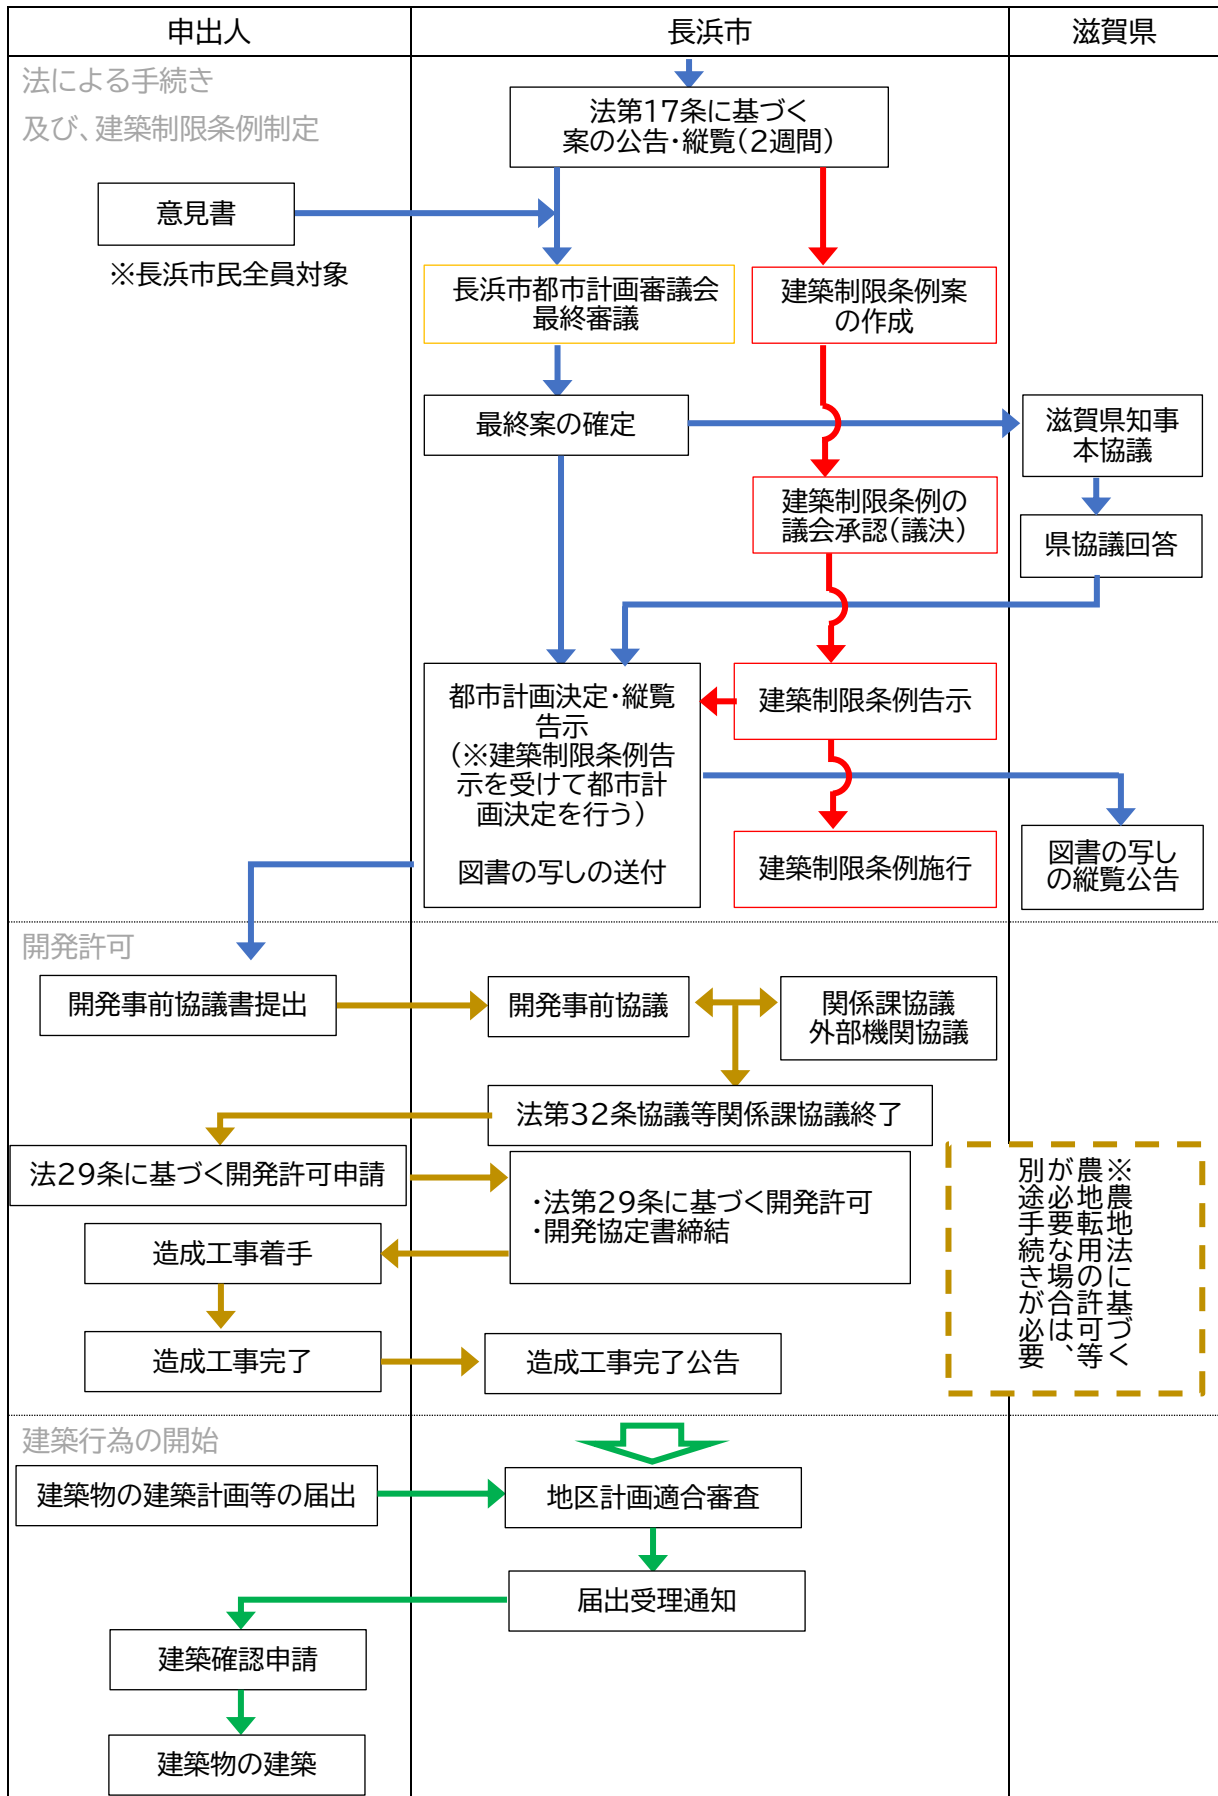 申出人
長浜市
滋賀県
法による手続き
及び、建築制限条例制定
法第17条に基づく
案の公告・縦覧(2週間)
意見書
※長浜市民全員対象
長浜市都市計画審議会
最終審議
建築制限条例案
の作成
最終案の確定
滋賀県知事
本協議
建築制限条例の
議会承認(議決)
県協議回答
都市計画決定・縦覧
告示
(※建築制限条例告
示を受けて都市計
画決定を行う)
図書の写しの送付
建築制限条例告示
建築制限条例施行
図書の写し
の縦覧公告
開発許可
開発事前協議書提出
開発事前協議
関係課協議
外部機関協議
法第32条協議等関係課協議終了
法29条に基づく開発許可申請
・法第29条に基づく開発許可
・開発協定書締結
※農地法に基づく
農地転用の許可等
が必要な場合は、
別途手続きが必要
造成工事着手
造成工事完了
造成工事完了公告
建築行為の開始
建築物の建築計画等の届出
地区計画適合審査
届出受理通知
建築確認申請
建築物の建築